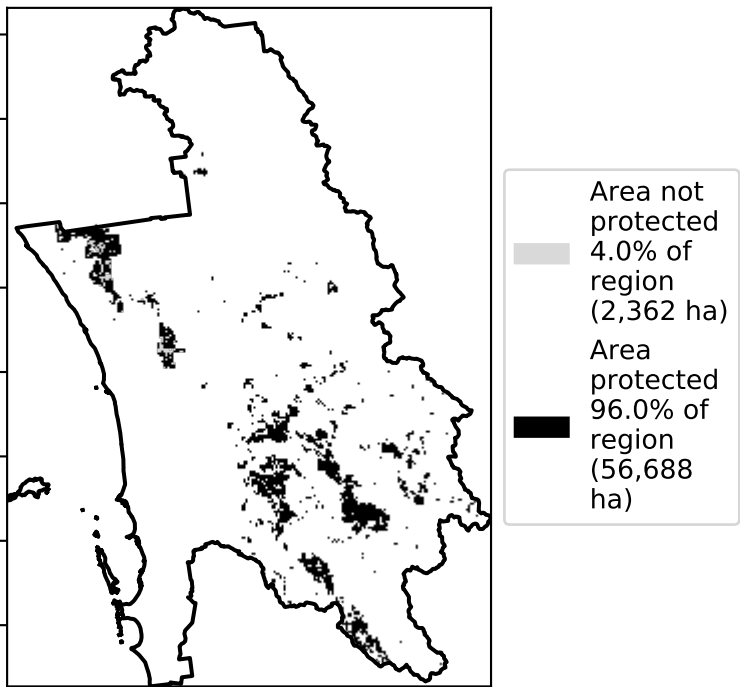 Area not
protected
4.0% of
region
(2,362 ha)
Area
protected
96.0% of
region
(56,688
ha)